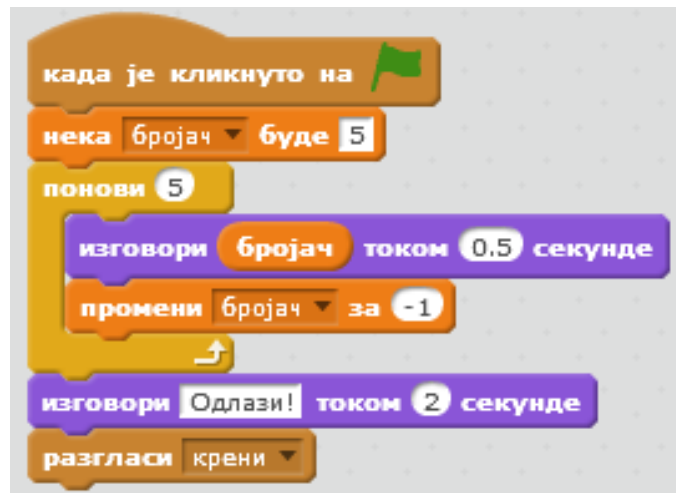 када је кликнуто на
нека бројач буде 5
понови 5
изговори бројач током 0.5 секунде
промени бројач за -1
изговори Одлази! током 2 секунде
разгласи крени